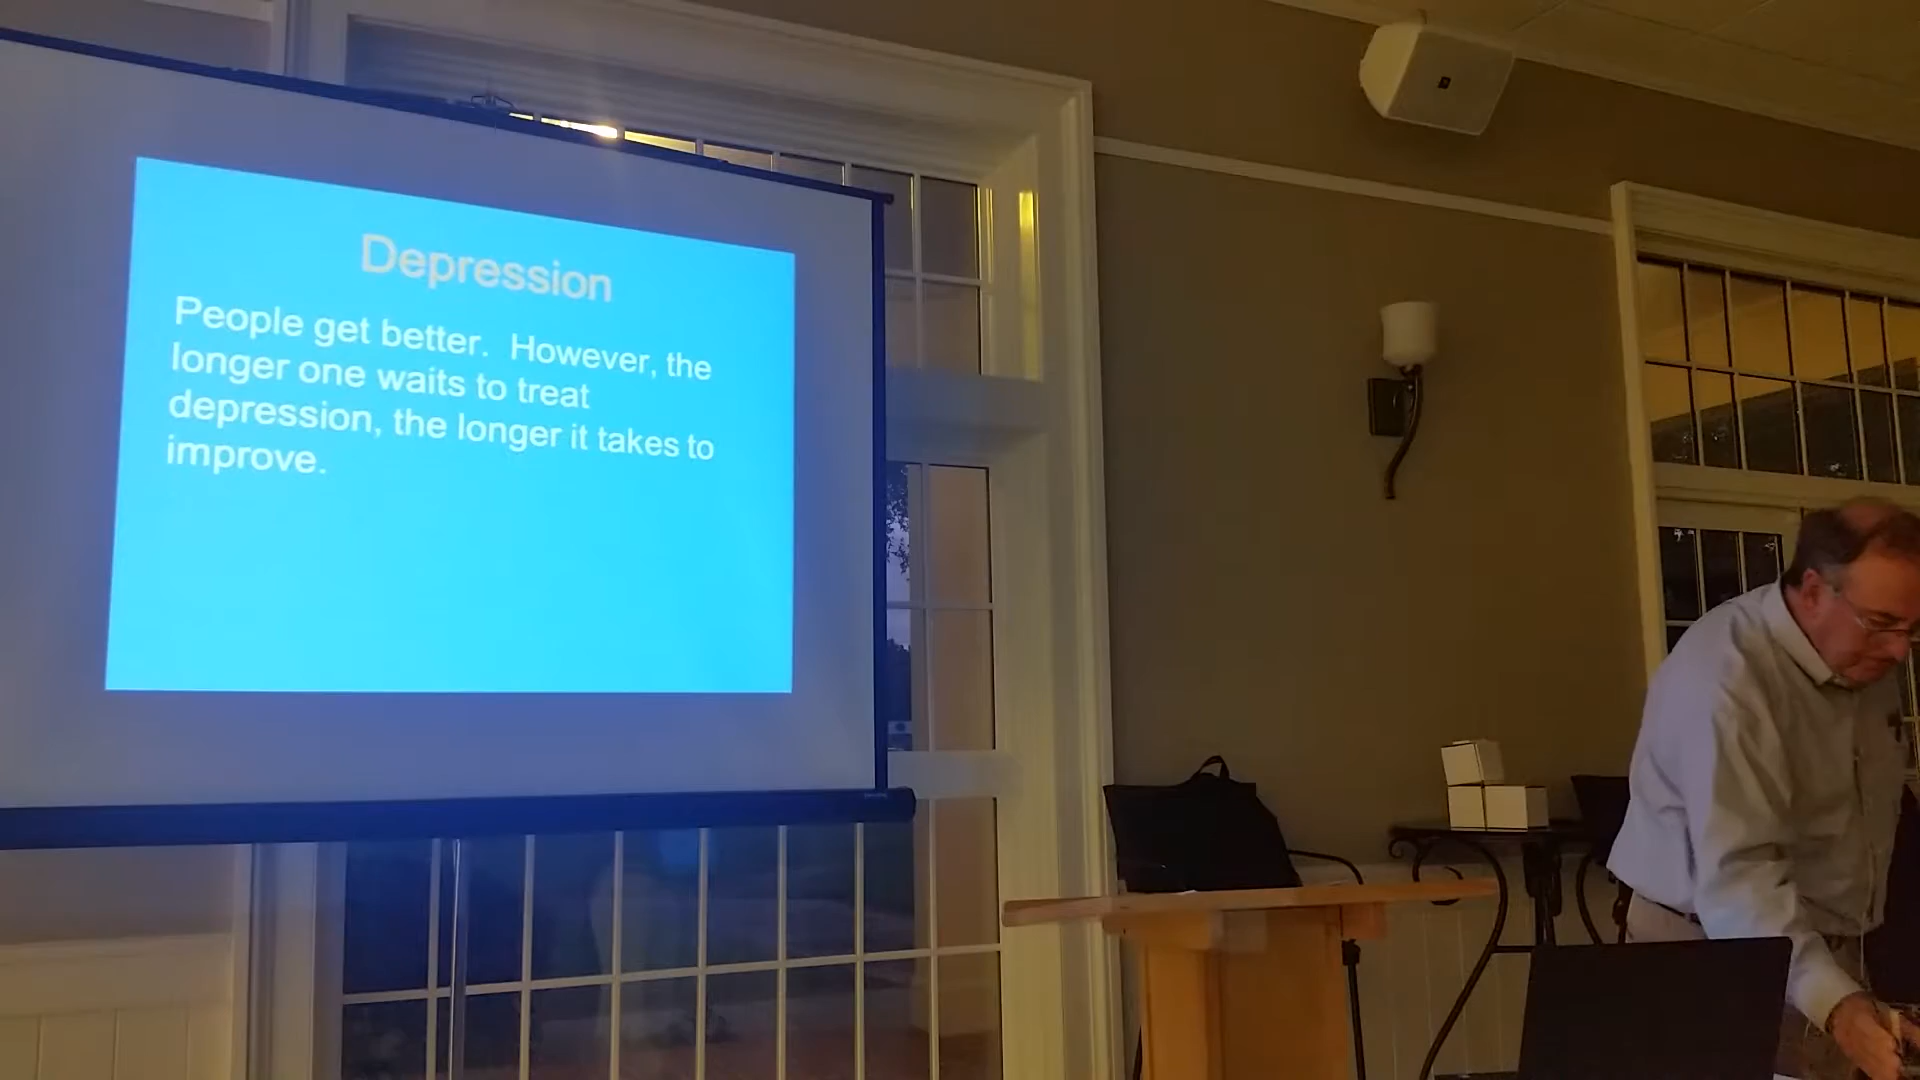 Depression
People get better.  However, the
longer one waits to treat
depression, the longer it takes to
improve.